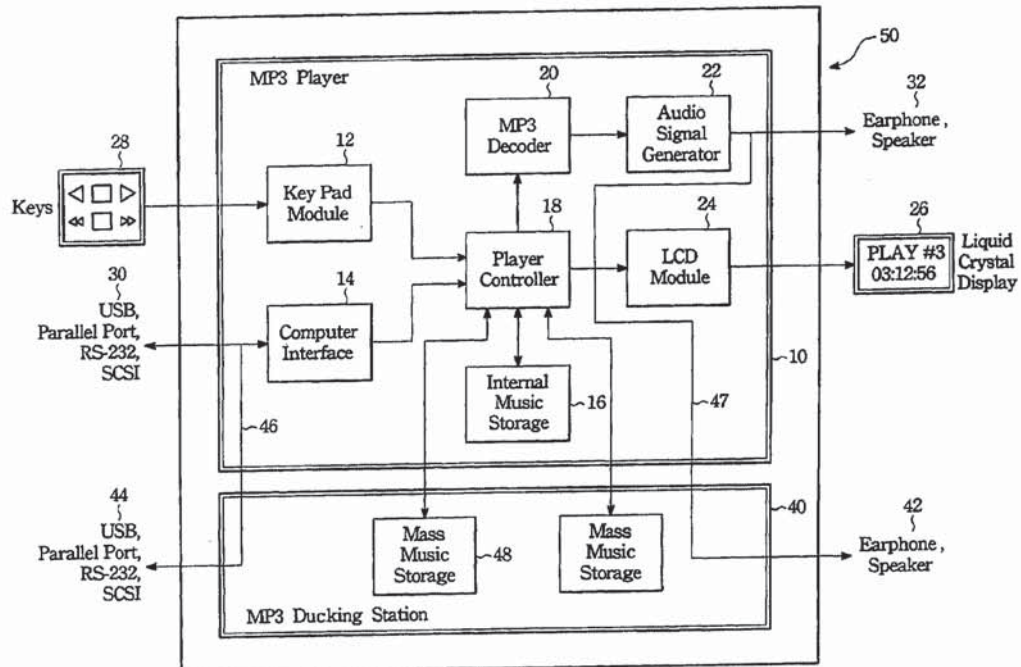 50
MP3 Player
20
MP3
Decoder
22
Audio
Signal
Generator
32
Earphone,
Speaker
28
Keys
12
Key Pad
Module
18
Player
Controller
24
LCD
Module
26
PLAY #3
03:12:56
Liquid
Crystal
Display
30
USB,
Parallel Port,
RS-232,
SCSI
14
Computer
Interface
10
Internal
Music
Storage
16
47
46
44
USB,
Parallel Port,
RS-232,
SCSI
Mass
Music
Storage
48
Mass
Music
Storage
40
42
Earphone,
Speaker
MP3 Ducking Station